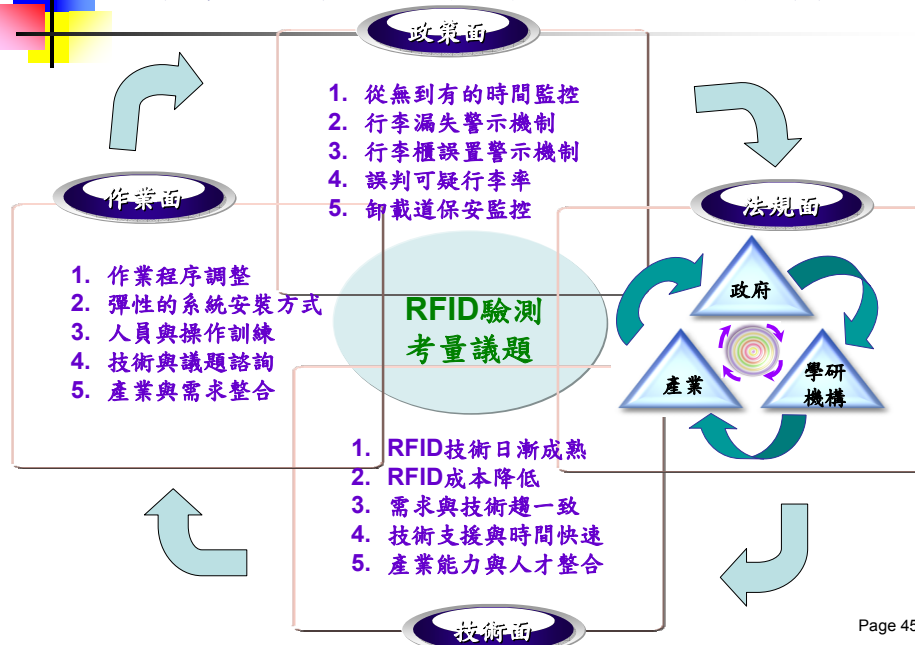 政策面
1. 從無到有的時間監控
2. 行李漏失警示機制
3. 行李櫃誤置警示機制
4. 誤判可疑行李率
5. 卸載道保安監控
作業面
1. 作業程序調整
2. 彈性的系統安裝方式
3. 人員與操作訓練
4. 技術與議題諮詢
5. 產業與需求整合
RFID驗測
考量議題
法規面
政府
產業
學研
機構
1. RFID技術日漸成熟
2. RFID成本降低
3. 需求與技術趨一致
4. 技術支援與時間快速
5. 產業能力與人才整合
技術面
Page 45